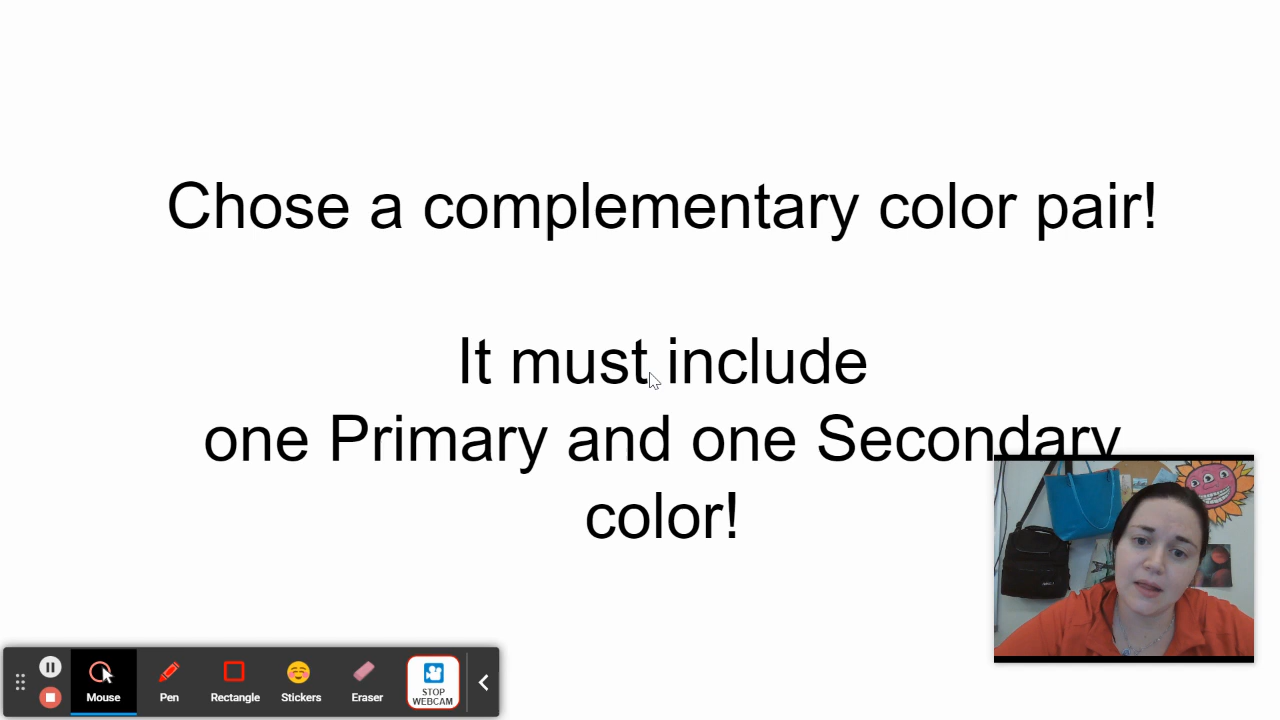 Chose a complementary color pair!
It must include
one Primary and one Secondary
color!
Mouse
Pen
Rectangle
Stickers
Eraser
STOP
WEBCAM